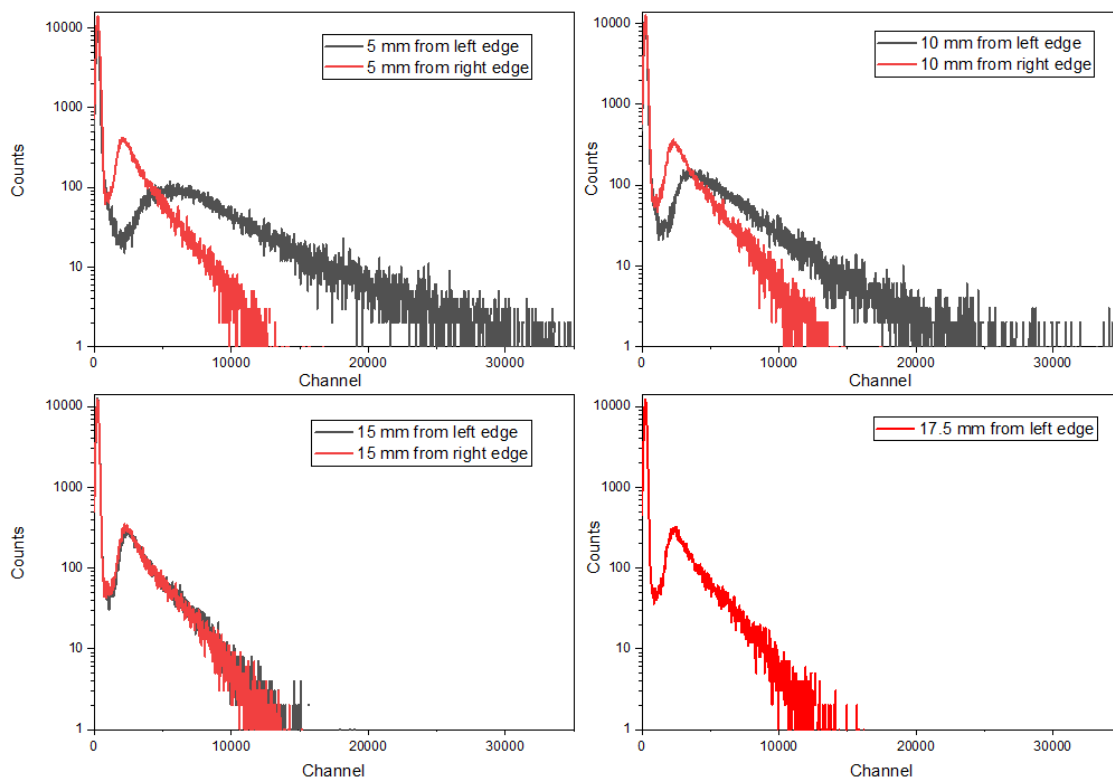 10000
1000
100
10
1
Counts
5 mm from left edge
5 mm from right edge
0
10000
20000
30000
Channel
10000
1000
100
10
1
Counts
10 mm from left edge
10 mm from right edge
0
10000
20000
30000
Channel
10000
1000
100
10
1
Counts
15 mm from left edge
15 mm from right edge
0
10000
20000
30000
Channel
10000
1000
100
10
1
Counts
17.5 mm from left edge
0
10000
20000
30000
Channel